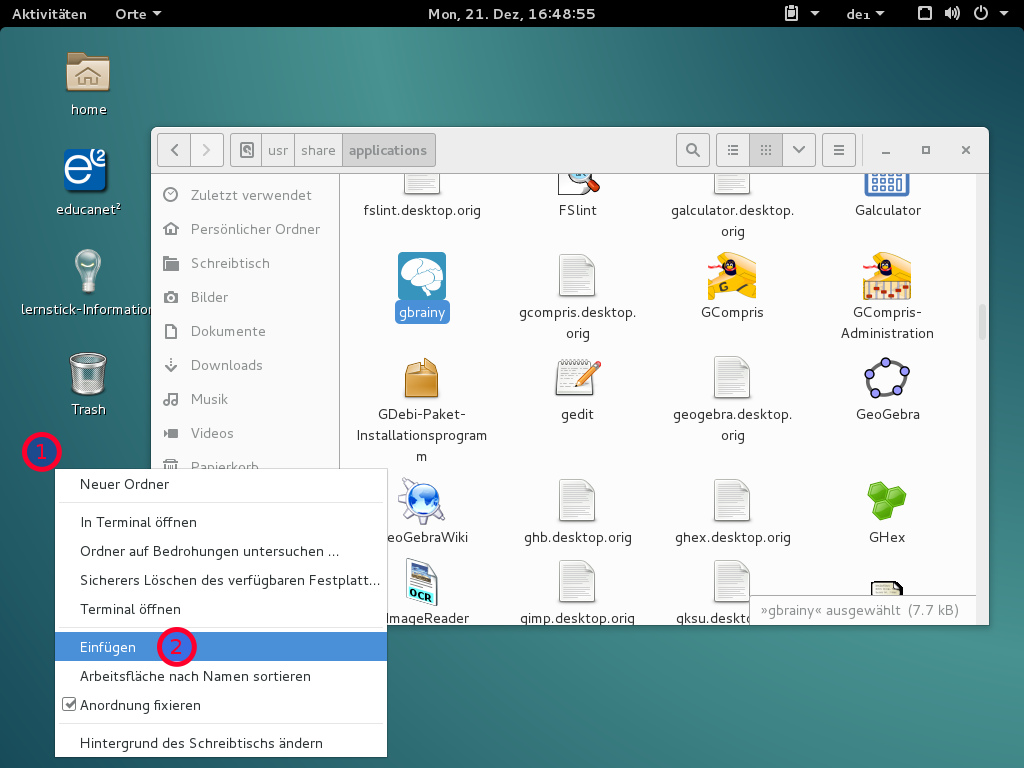 Aktivitäten Orte Mon, 21. Dez, 16:48:55 de₁
home
educanet²
lernstick-Information
Trash
usr share applications
Zuletzt verwendet
Persönlicher Ordner
Schreibtisch
Bilder
Dokumente
Downloads
Musik
Videos
Papierkorb
fslint.desktop.orig FSlint galculator.desktop. Galculator
orig
gbrainy gcompris.desktop. GCompris GCompris-
orig Administration
GDebi-Paket- gedit geogebra.desktop. GeoGebra
Installationsprogram orig
m
eoGebraWiki ghb.desktop.orig ghex.desktop.orig GHex
OCR
ImageReader gimp.desktop.orig gksu.deskto
»gbrainy« ausgewählt (7.7 kB)
1
Neuer Ordner
In Terminal öffnen
Ordner auf Bedrohungen untersuchen ...
Sicherers Löschen des verfügbaren Festplatt...
Terminal öffnen
Einfügen 2
Arbeitsfläche nach Namen sortieren
Anordnung fixieren
Hintergrund des Schreibtischs ändern